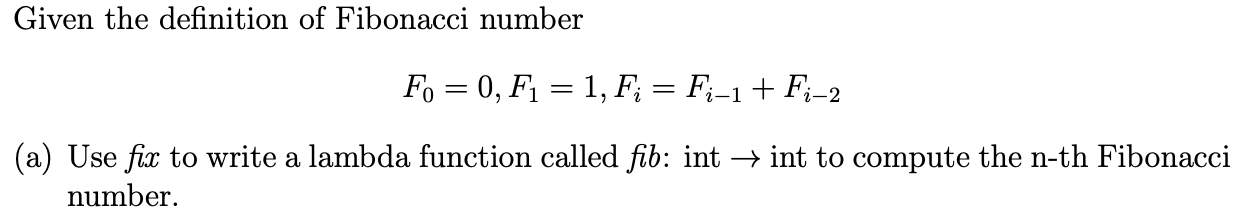 Given the definition of Fibonacci number
F₀ = 0, F₁ = 1, Fᵢ = Fᵢ₋₁ + Fᵢ₋₂
(a) Use fix to write a lambda function called fib: int → int to compute the n-th Fibonacci
number.